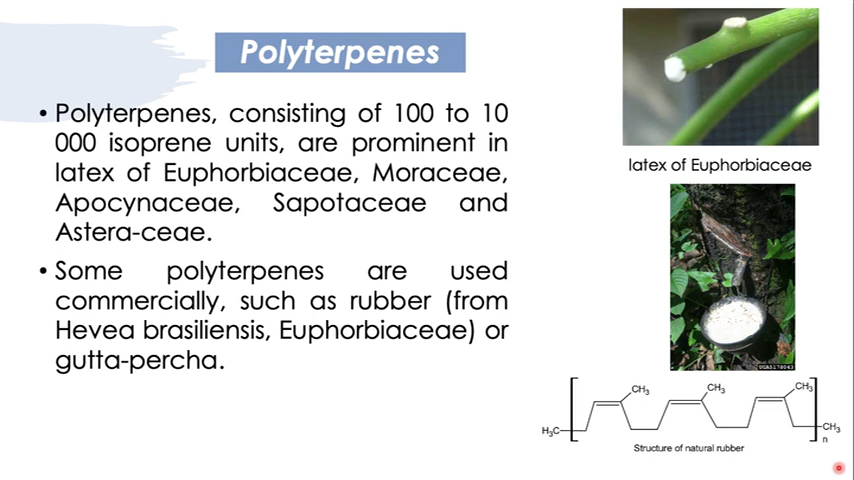 Polyterpenes
• Polyterpenes, consisting of 100 to 10
000 isoprene units, are prominent in
latex of Euphorbiaceae, Moraceae,
Apocynaceae, Sapotaceae and
Astera-ceae.
• Some polyterpenes are used
commercially, such as rubber (from
Hevea brasiliensis, Euphorbiaceae) or
gutta-percha.
latex of Euphorbiaceae
CH₃ CH₃ CH₃
H₃C CH₃
n
Structure of natural rubber